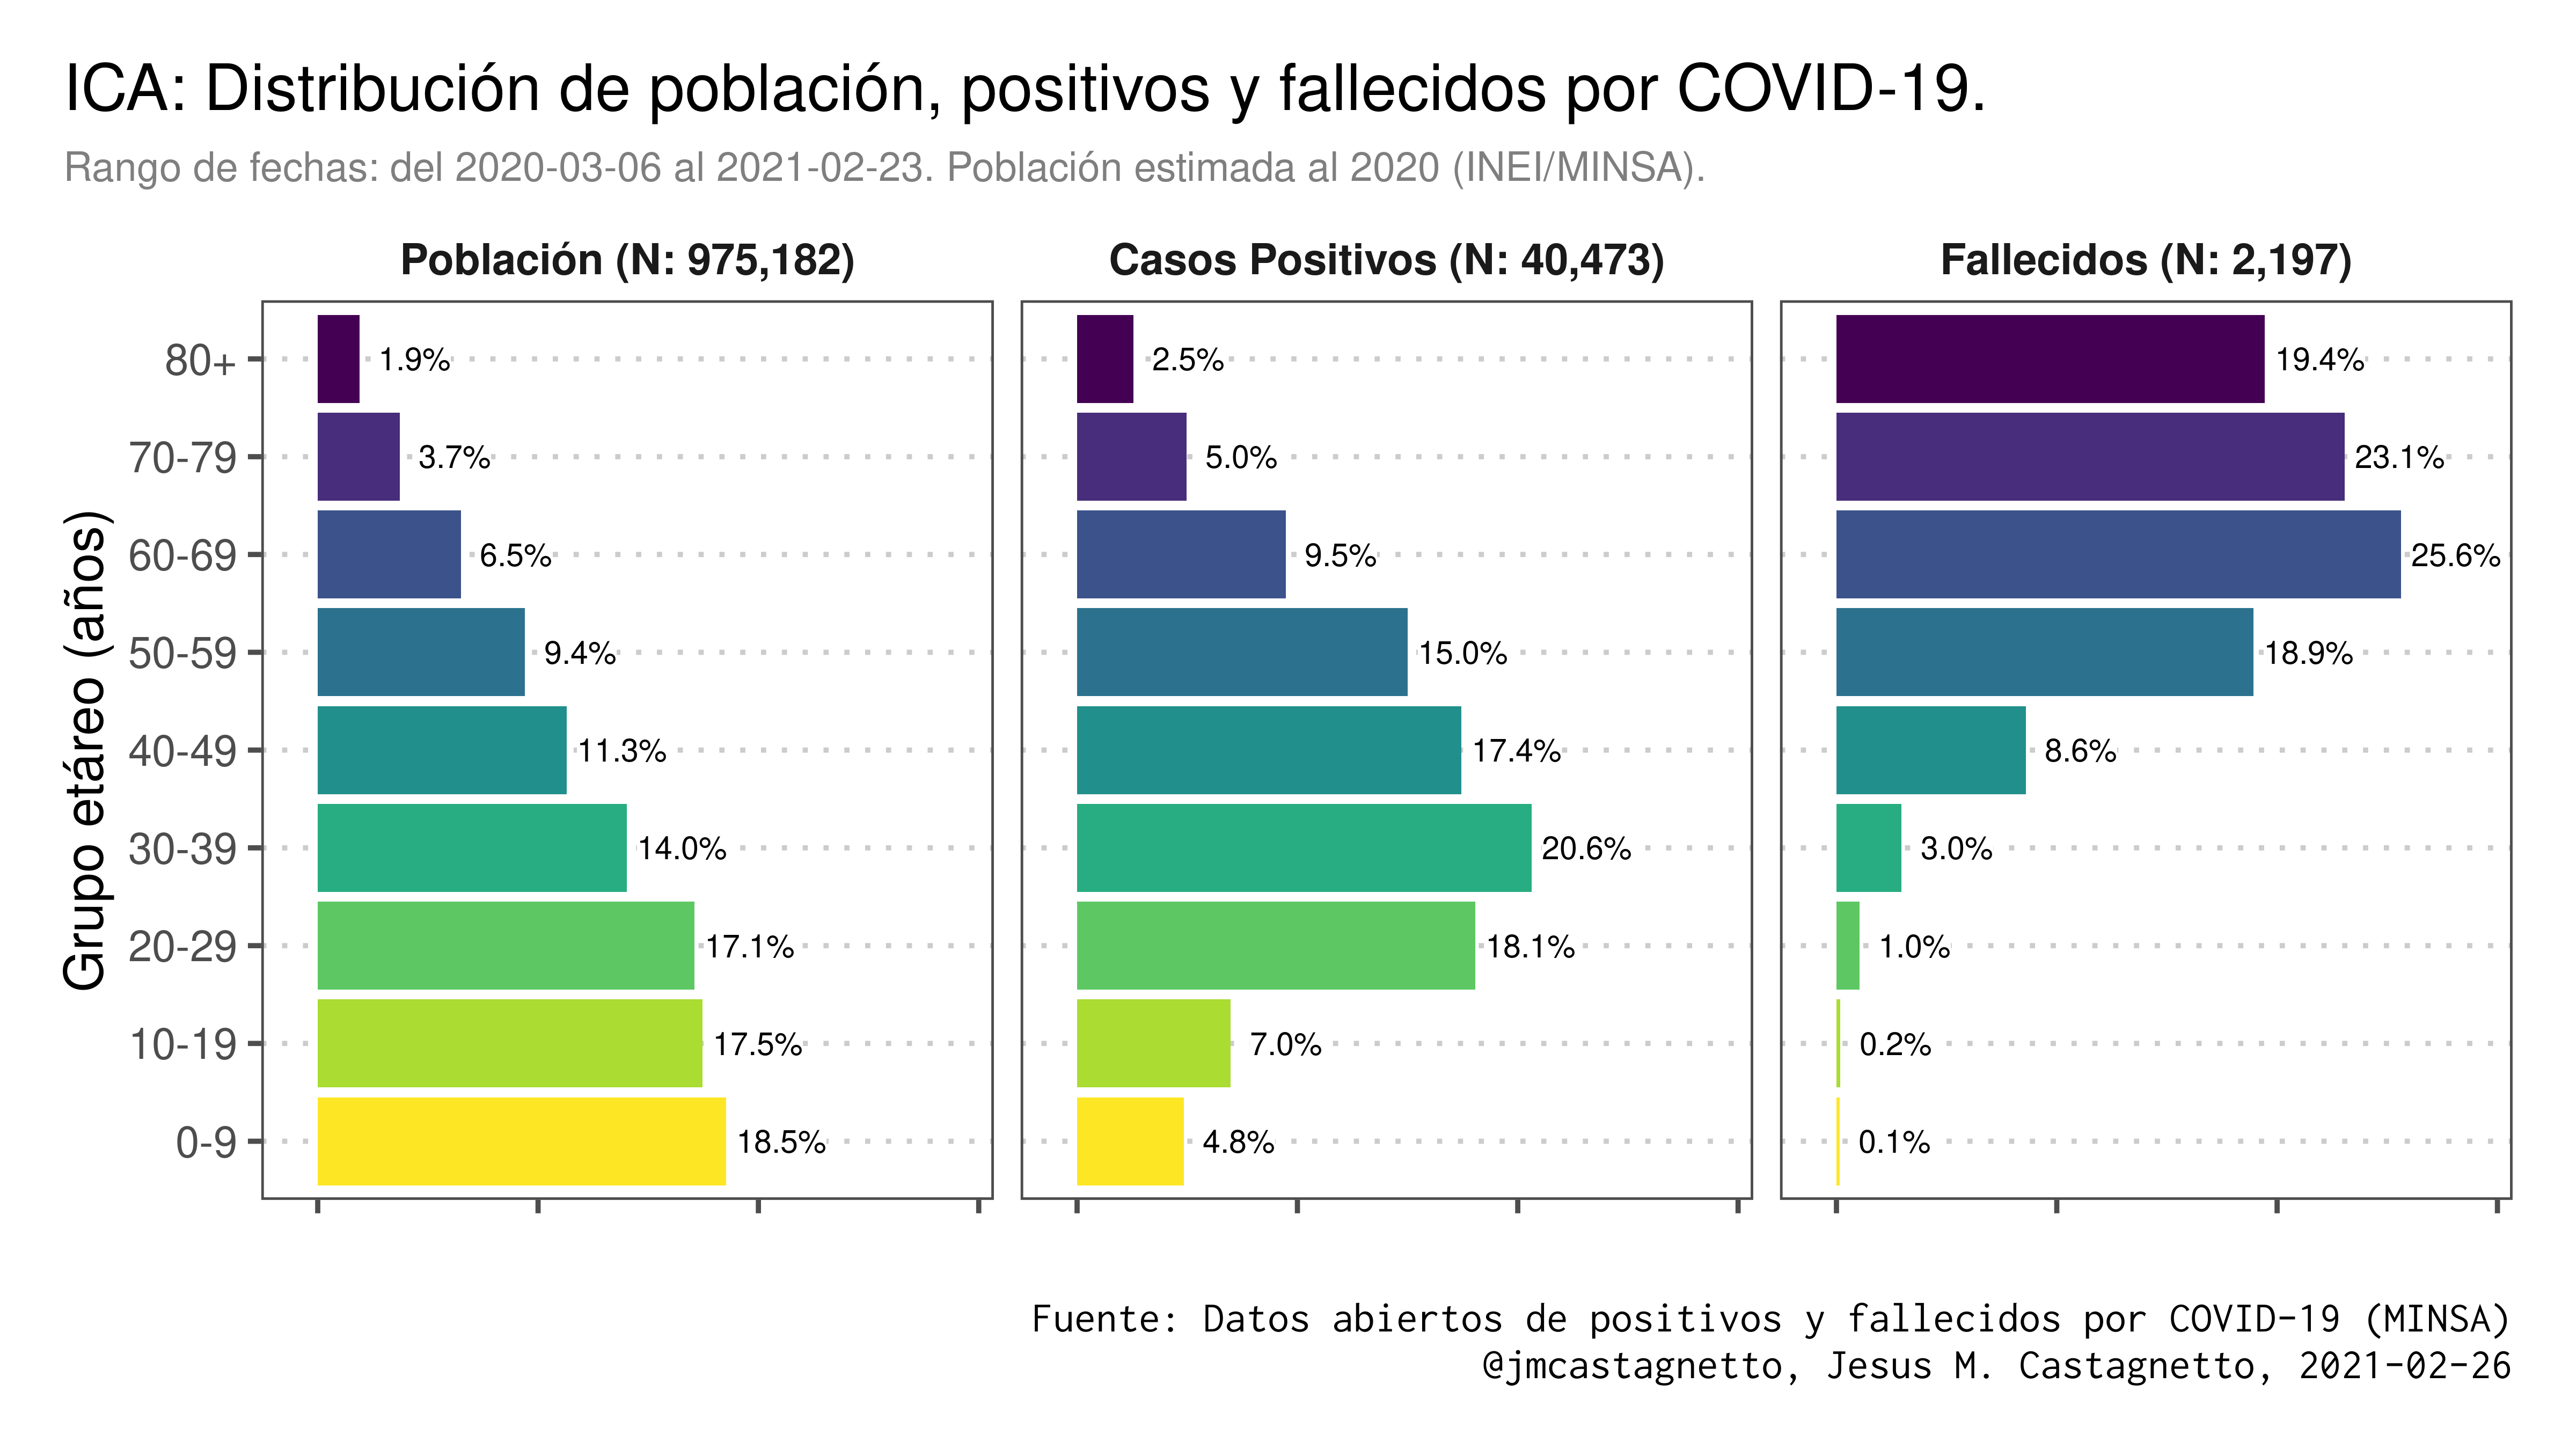 ICA: Distribución de población, positivos y fallecidos por COVID-19.
Rango de fechas: del 2020-03-06 al 2021-02-23. Población estimada al 2020 (INEI/MINSA).
Población (N: 975,182)
Casos Positivos (N: 40,473)
Fallecidos (N: 2,197)
Grupo etáreo (años)
80+ 1.9% 2.5% 19.4%
70-79 3.7% 5.0% 23.1%
60-69 6.5% 9.5% 25.6%
50-59 9.4% 15.0% 18.9%
40-49 11.3% 17.4% 8.6%
30-39 14.0% 20.6% 3.0%
20-29 17.1% 18.1% 1.0%
10-19 17.5% 7.0% 0.2%
0-9 18.5% 4.8% 0.1%
Fuente: Datos abiertos de positivos y fallecidos por COVID-19 (MINSA)
@jmcastagnetto, Jesus M. Castagnetto, 2021-02-26